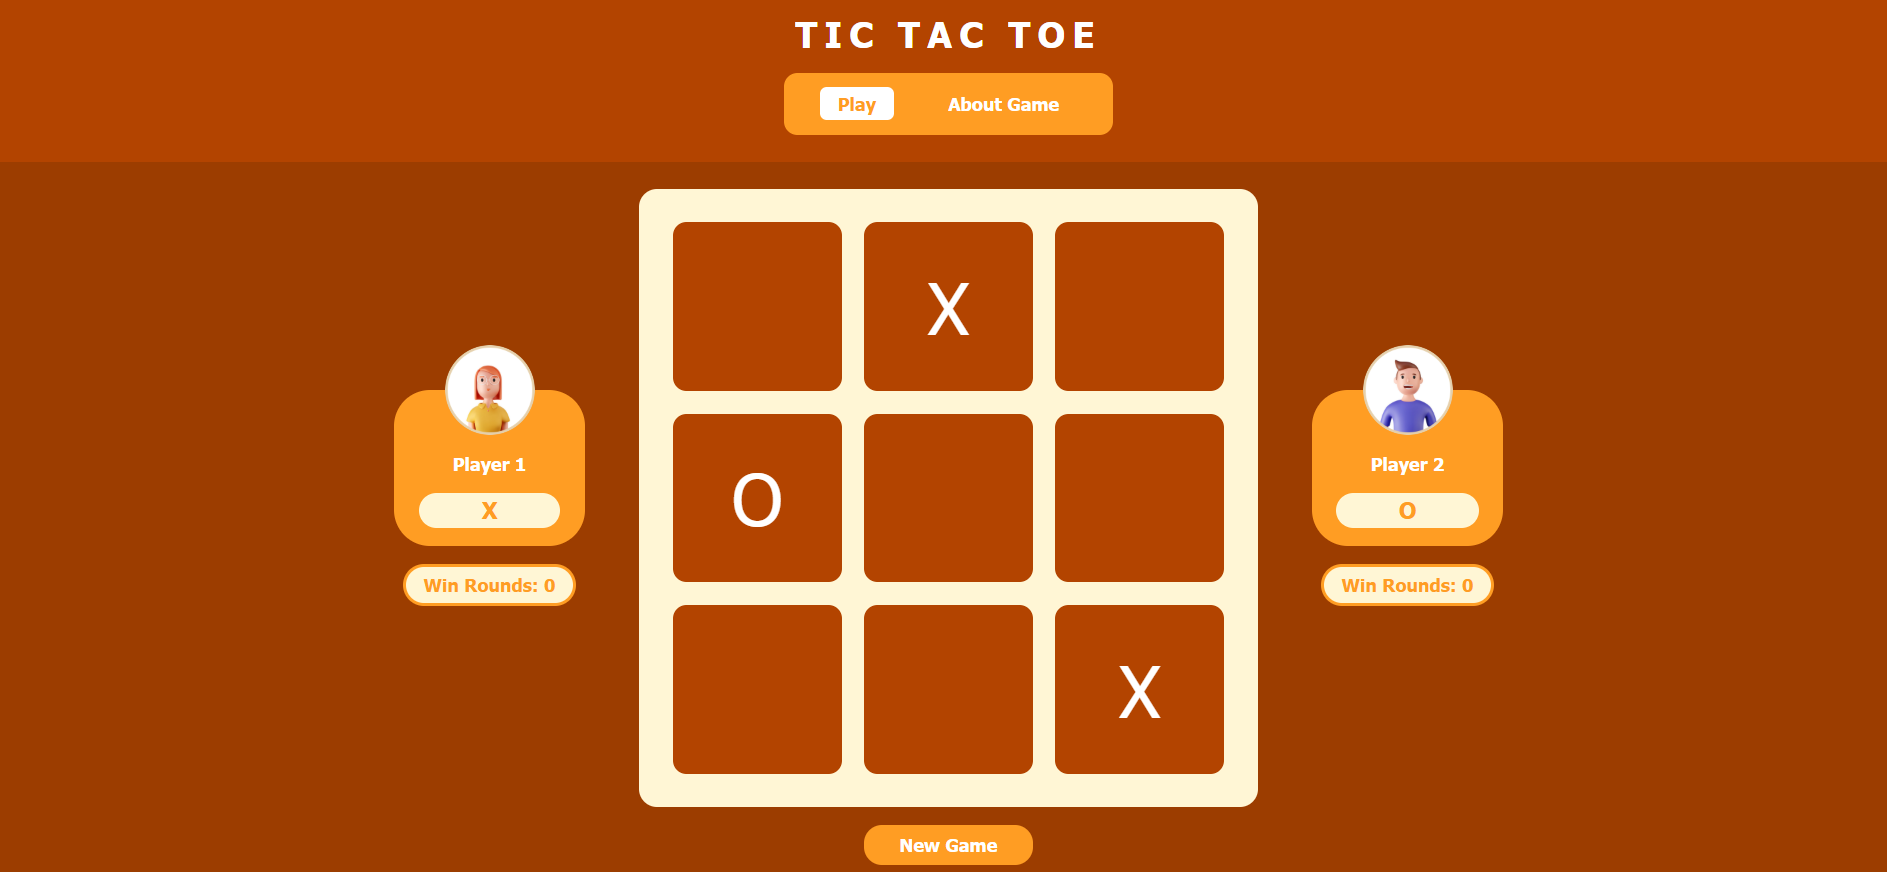 TIC TAC TOE
Play About Game
X
O
X
Player 1
X
Win Rounds: 0
Player 2
O
Win Rounds: 0
New Game